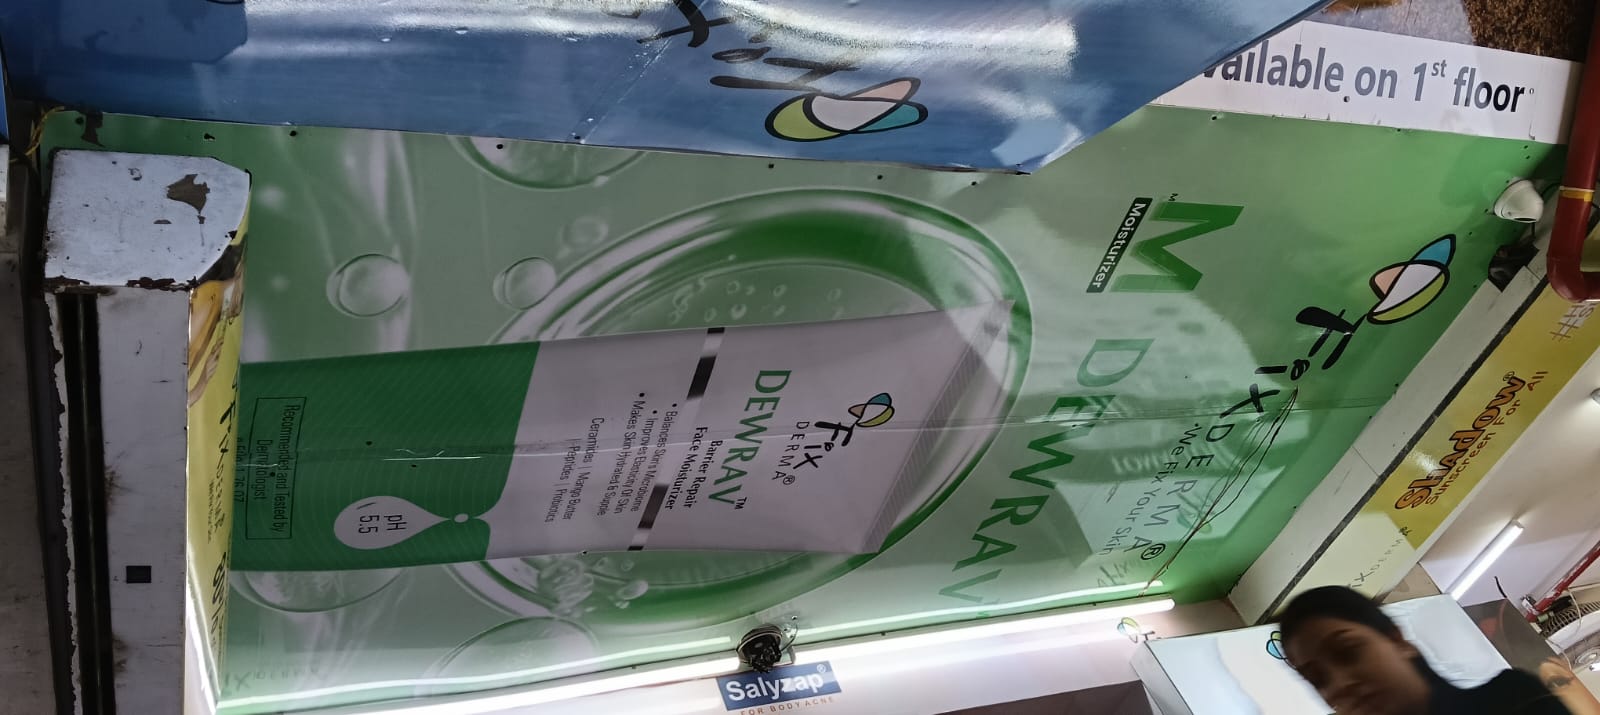 Available on 1st floor
Fix
DERMA®
We Fix Your Skin
M
Moisturizer
DEWRAV
Fix
DERMA®
DEWRAV™
Barrier Repair
Face Moisturizer
• Balances Skin's Microbiome
• Improves Elasticity Of Skin
• Makes Skin Hydrated & Supple
Ceramides | Mango Butter
| Peptides | Probiotics
pH
5.5
Recommended and Tested by
Dermatologist
Salyzap®
FOR BODY ACNE
Shadow®
Sunscreen For All